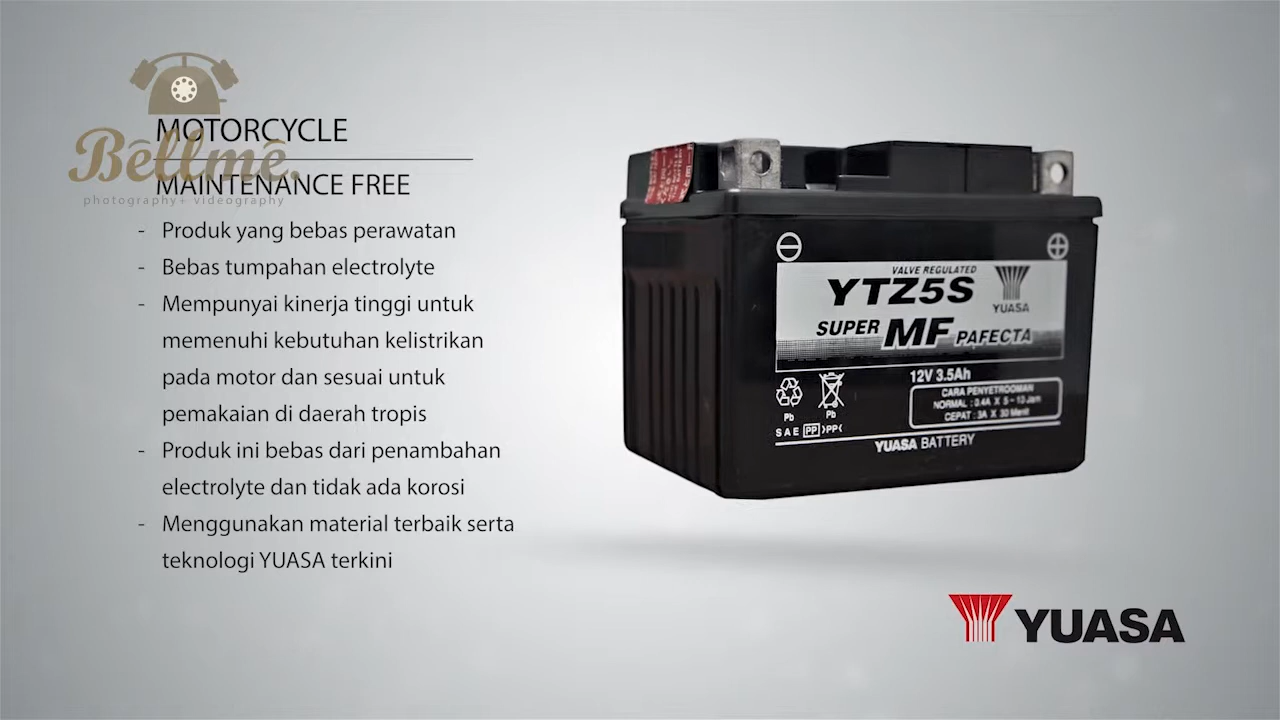 MOTORCYCLE
Bēllmē.
MAINTENANCE FREE
photography+ videography
- Produk yang bebas perawatan
- Bebas tumpahan electrolyte
- Mempunyai kinerja tinggi untuk
memenuhi kebutuhan kelistrikan
pada motor dan sesuai untuk
pemakaian di daerah tropis
- Produk ini bebas dari penambahan
electrolyte dan tidak ada korosi
- Menggunakan material terbaik serta
teknologi YUASA terkini
VALVE REGULATED
YTZ5S
YUASA
SUPER MF PAFECTA
12V 3.5Ah
CARA PENYETROOMAN
NORMAL : 0.4A X 5 ~ 10 Jam
CEPAT : 3A X 30 Menit
Pb
Pb
SAE PP >PP<
YUASA BATTERY
YUASA